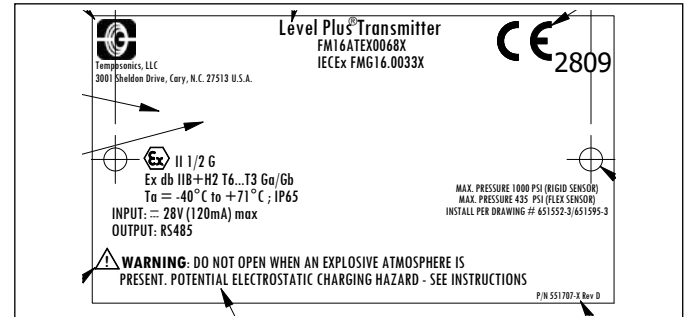 Level Plus® Transmitter
FM16ATEX0068X
IECEx FMG16.0033X
CE 2809
Temposonics, LLC
3001 Sheldon Drive, Cary, N.C. 27513 U.S.A.
Ex II 1/2 G
Ex db IIB+H2 T6...T3 Ga/Gb
Ta = -40°C to +71°C ; IP65
INPUT: ⎓ 28V (120mA) max
OUTPUT: RS485
MAX. PRESSURE 1000 PSI (RIGID SENSOR)
MAX. PRESSURE 435 PSI (FLEX SENSOR)
INSTALL PER DRAWING # 651552-3/651595-3
⚠ WARNING: DO NOT OPEN WHEN AN EXPLOSIVE ATMOSPHERE IS
PRESENT. POTENTIAL ELECTROSTATIC CHARGING HAZARD - SEE INSTRUCTIONS
P/N 551707-X Rev D